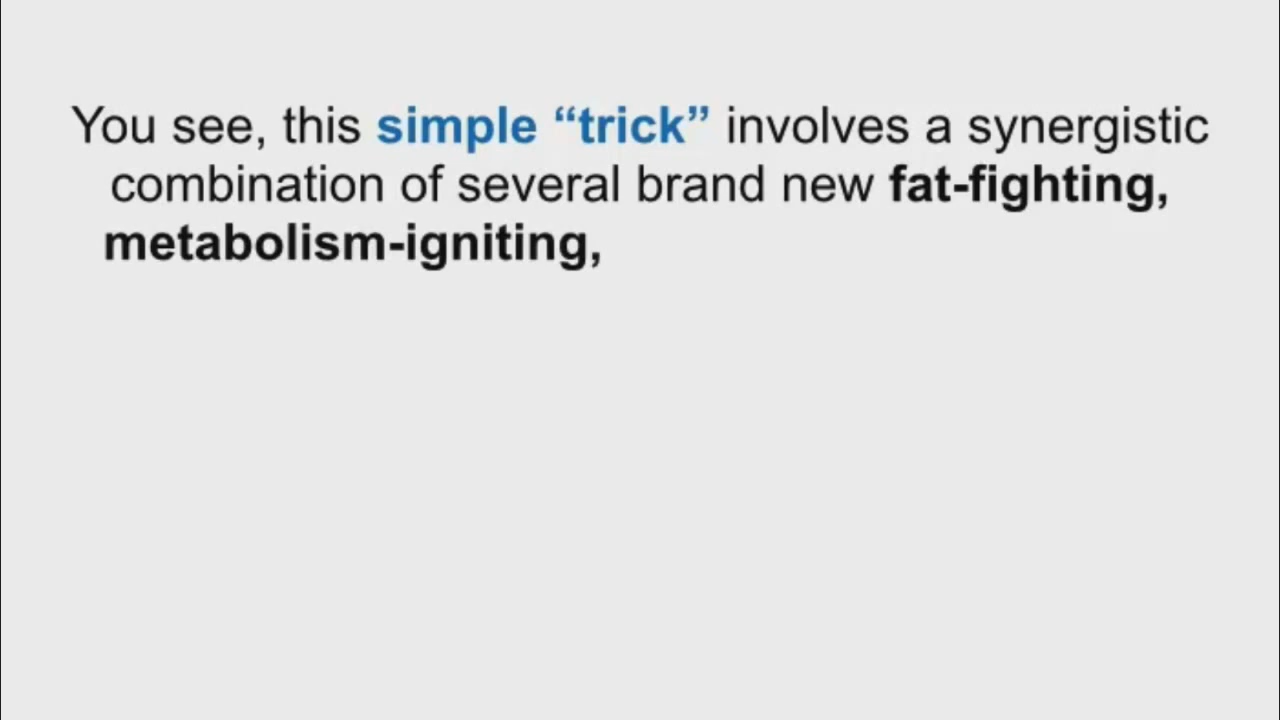 You see, this simple “trick” involves a synergistic
combination of several brand new fat-fighting,
metabolism-igniting,